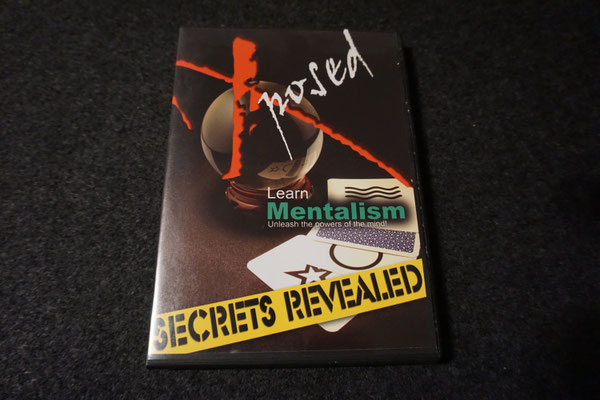 Xposed
Learn
Mentalism
Unleash the powers of the mind!
SECRETS REVEALED